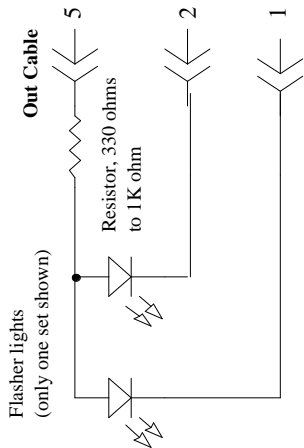 Flasher lights
(only one set shown)
Resistor, 330 ohms
to 1K ohm
Out Cable
5
2
1